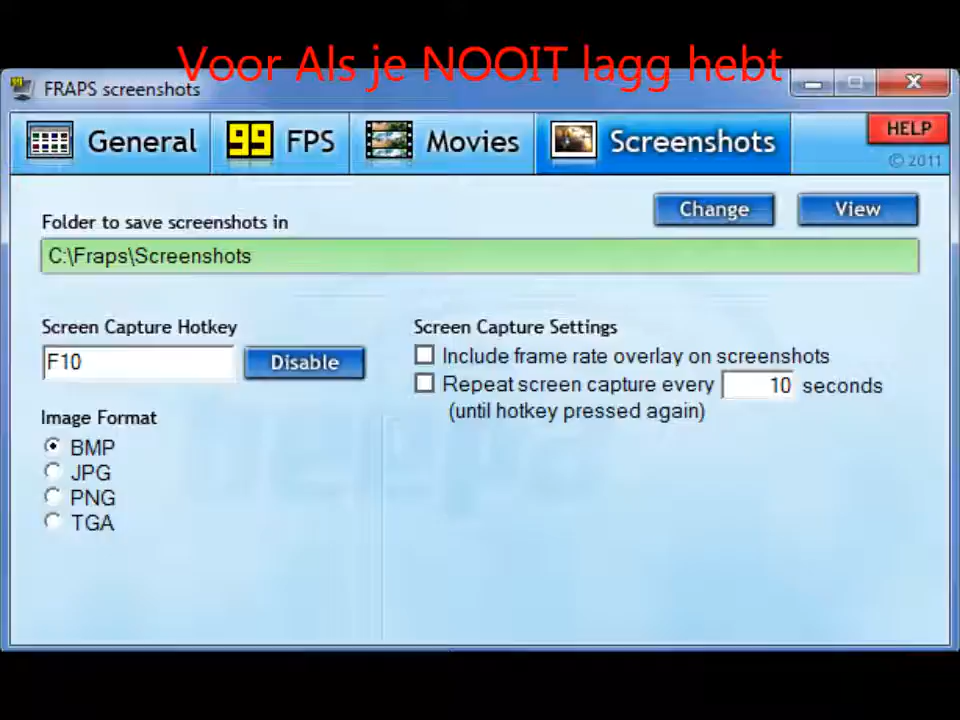 Voor Als je NOOIT lagg hebt
FRAPS screenshots
General
99 FPS
Movies
Screenshots
HELP
© 2011
Folder to save screenshots in
Change
View
C:\Fraps\Screenshots
Screen Capture Hotkey
F10
Disable
Image Format
BMP
JPG
PNG
TGA
Screen Capture Settings
Include frame rate overlay on screenshots
Repeat screen capture every 10 seconds
(until hotkey pressed again)